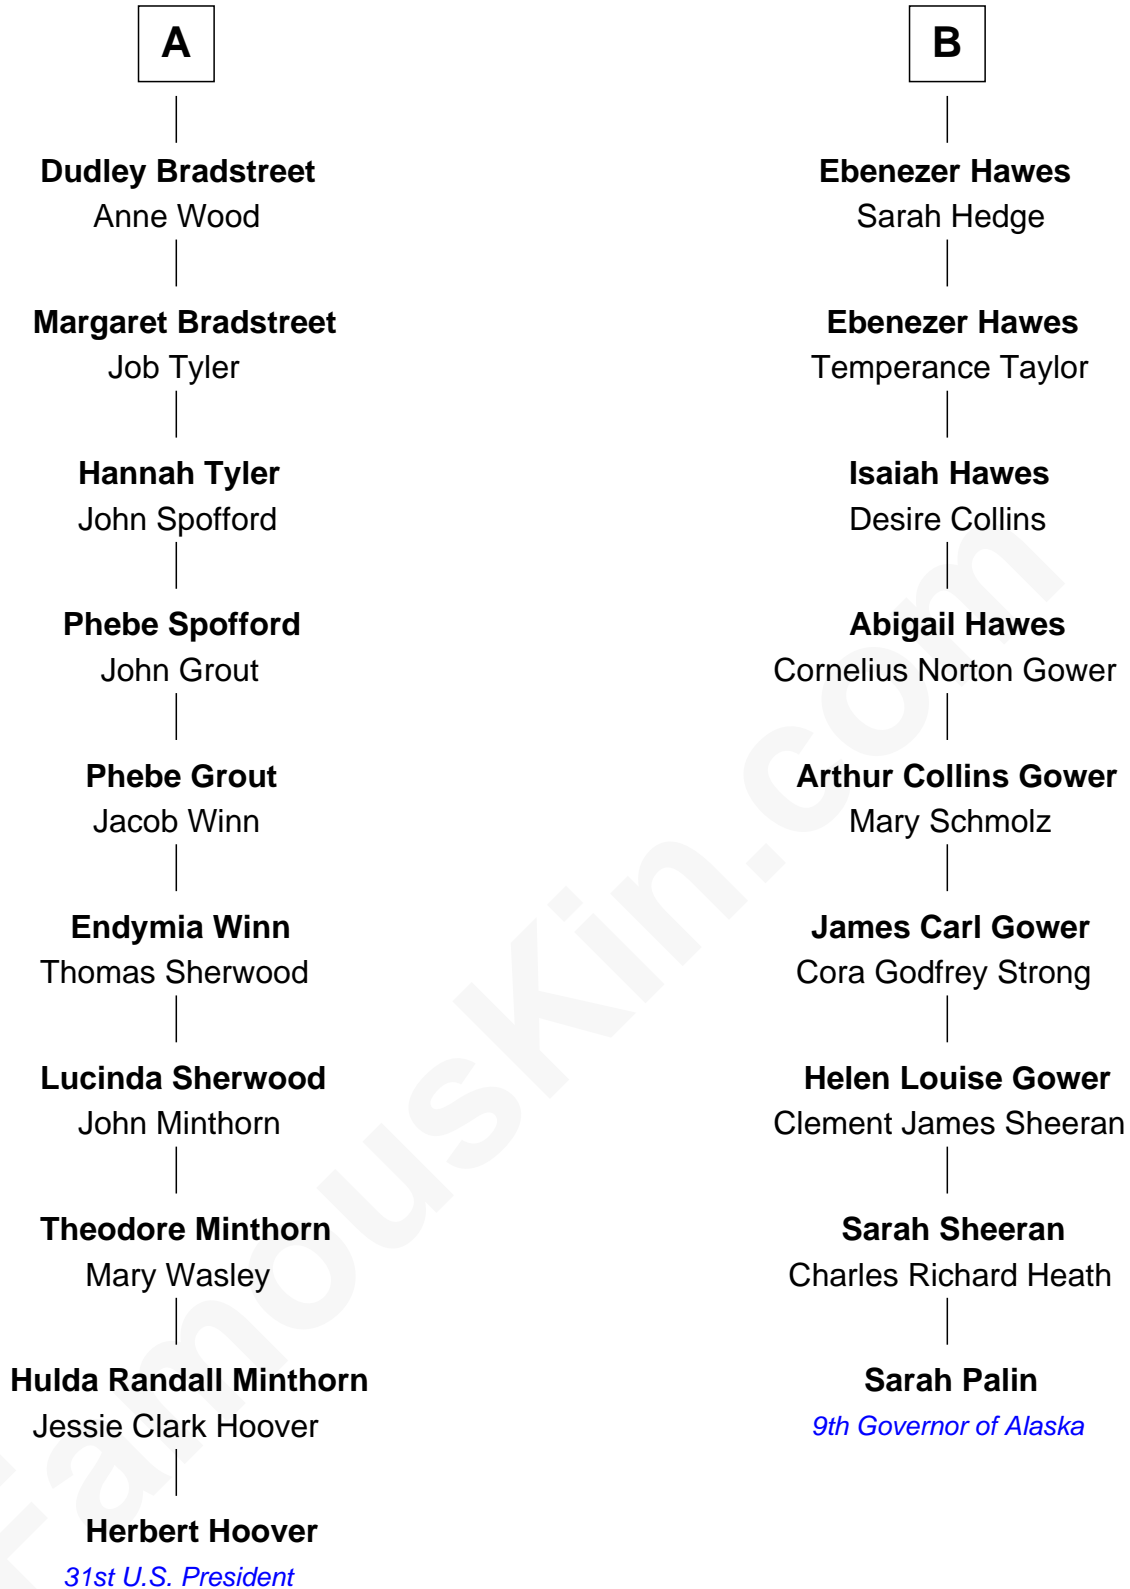 A
Dudley Bradstreet
Anne Wood
Margaret Bradstreet
Job Tyler
Hannah Tyler
John Spofford
Phebe Spofford
John Grout
Phebe Grout
Jacob Winn
Endymia Winn
Thomas Sherwood
Lucinda Sherwood
John Minthorn
Theodore Minthorn
Mary Wasley
Hulda Randall Minthorn
Jessie Clark Hoover
Herbert Hoover
31st U.S. President
B
Ebenezer Hawes
Sarah Hedge
Ebenezer Hawes
Temperance Taylor
Isaiah Hawes
Desire Collins
Abigail Hawes
Cornelius Norton Gower
Arthur Collins Gower
Mary Schmolz
James Carl Gower
Cora Godfrey Strong
Helen Louise Gower
Clement James Sheeran
Sarah Sheeran
Charles Richard Heath
Sarah Palin
9th Governor of Alaska
FamousKin.com